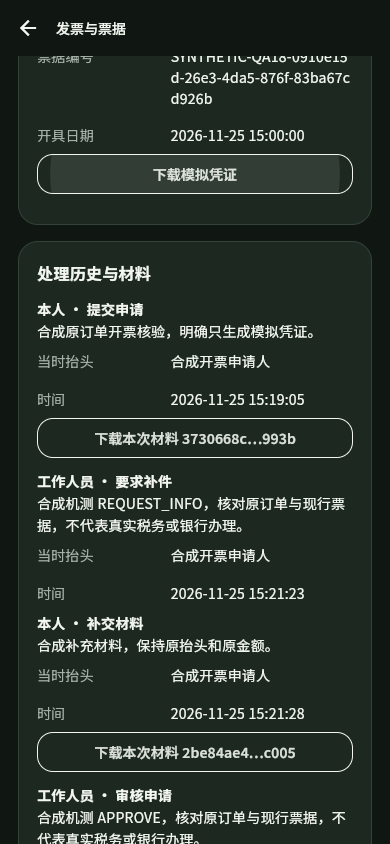 发票与票据
票据编号
SYNTHETIC-QA18-0910e15
d-26e3-4da5-876f-83ba67c
d926b
开具日期
2026-11-25 15:00:00
下载模拟凭证
处理历史与材料
本人 · 提交申请
合成原订单开票核验，明确只生成模拟凭证。
当时抬头
合成开票申请人
时间
2026-11-25 15:19:05
下载本次材料 3730668c…993b
工作人员 · 要求补件
合成机测 REQUEST_INFO，核对原订单与现行票
据，不代表真实税务或银行办理。
当时抬头
合成开票申请人
时间
2026-11-25 15:21:23
本人 · 补交材料
合成补充材料，保持原抬头和原金额。
当时抬头
合成开票申请人
时间
2026-11-25 15:21:28
下载本次材料 2be84ae4…c005
工作人员 · 审核申请
合成机测 APPROVE，核对原订单与现行票据，不
代表真实税务或银行办理。